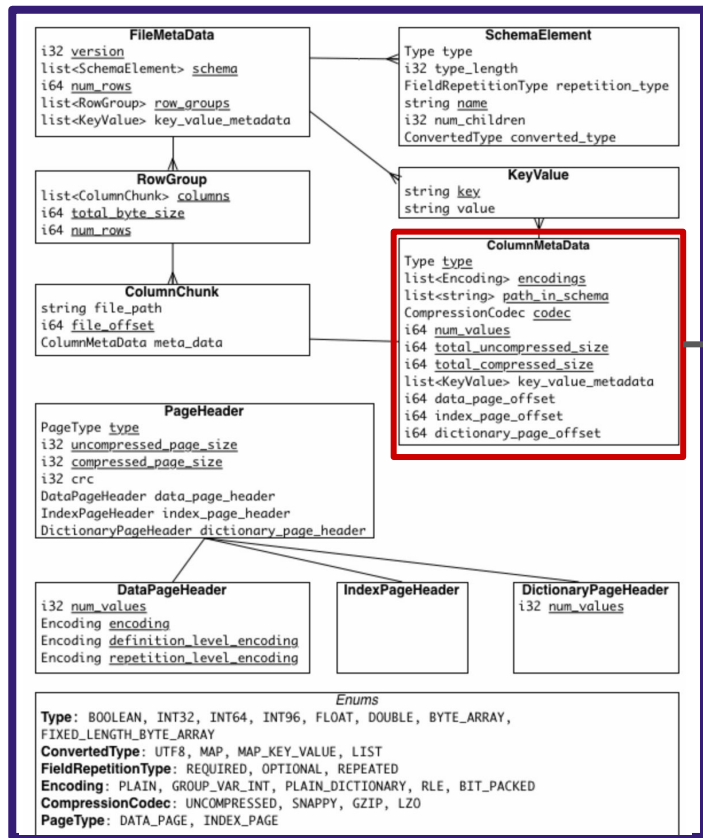 FileMetaData
i32 version
list<SchemaElement> schema
i64 num_rows
list<RowGroup> row_groups
list<KeyValue> key_value_metadata
SchemaElement
Type type
i32 type_length
FieldRepetitionType repetition_type
string name
i32 num_children
ConvertedType converted_type
RowGroup
list<ColumnChunk> columns
i64 total_byte_size
i64 num_rows
KeyValue
string key
string value
ColumnChunk
string file_path
i64 file_offset
ColumnMetaData meta_data
ColumnMetaData
Type type
list<Encoding> encodings
list<string> path_in_schema
CompressionCodec codec
i64 num_values
i64 total_uncompressed_size
i64 total_compressed_size
list<KeyValue> key_value_metadata
i64 data_page_offset
i64 index_page_offset
i64 dictionary_page_offset
PageHeader
PageType type
i32 uncompressed_page_size
i32 compressed_page_size
i32 crc
DataPageHeader data_page_header
IndexPageHeader index_page_header
DictionaryPageHeader dictionary_page_header
DataPageHeader
i32 num_values
Encoding encoding
Encoding definition_level_encoding
Encoding repetition_level_encoding
IndexPageHeader
DictionaryPageHeader
i32 num_values
Enums
Type: BOOLEAN, INT32, INT64, INT96, FLOAT, DOUBLE, BYTE_ARRAY,
FIXED_LENGTH_BYTE_ARRAY
ConvertedType: UTF8, MAP, MAP_KEY_VALUE, LIST
FieldRepetitionType: REQUIRED, OPTIONAL, REPEATED
Encoding: PLAIN, GROUP_VAR_INT, PLAIN_DICTIONARY, RLE, BIT_PACKED
CompressionCodec: UNCOMPRESSED, SNAPPY, GZIP, LZO
PageType: DATA_PAGE, INDEX_PAGE